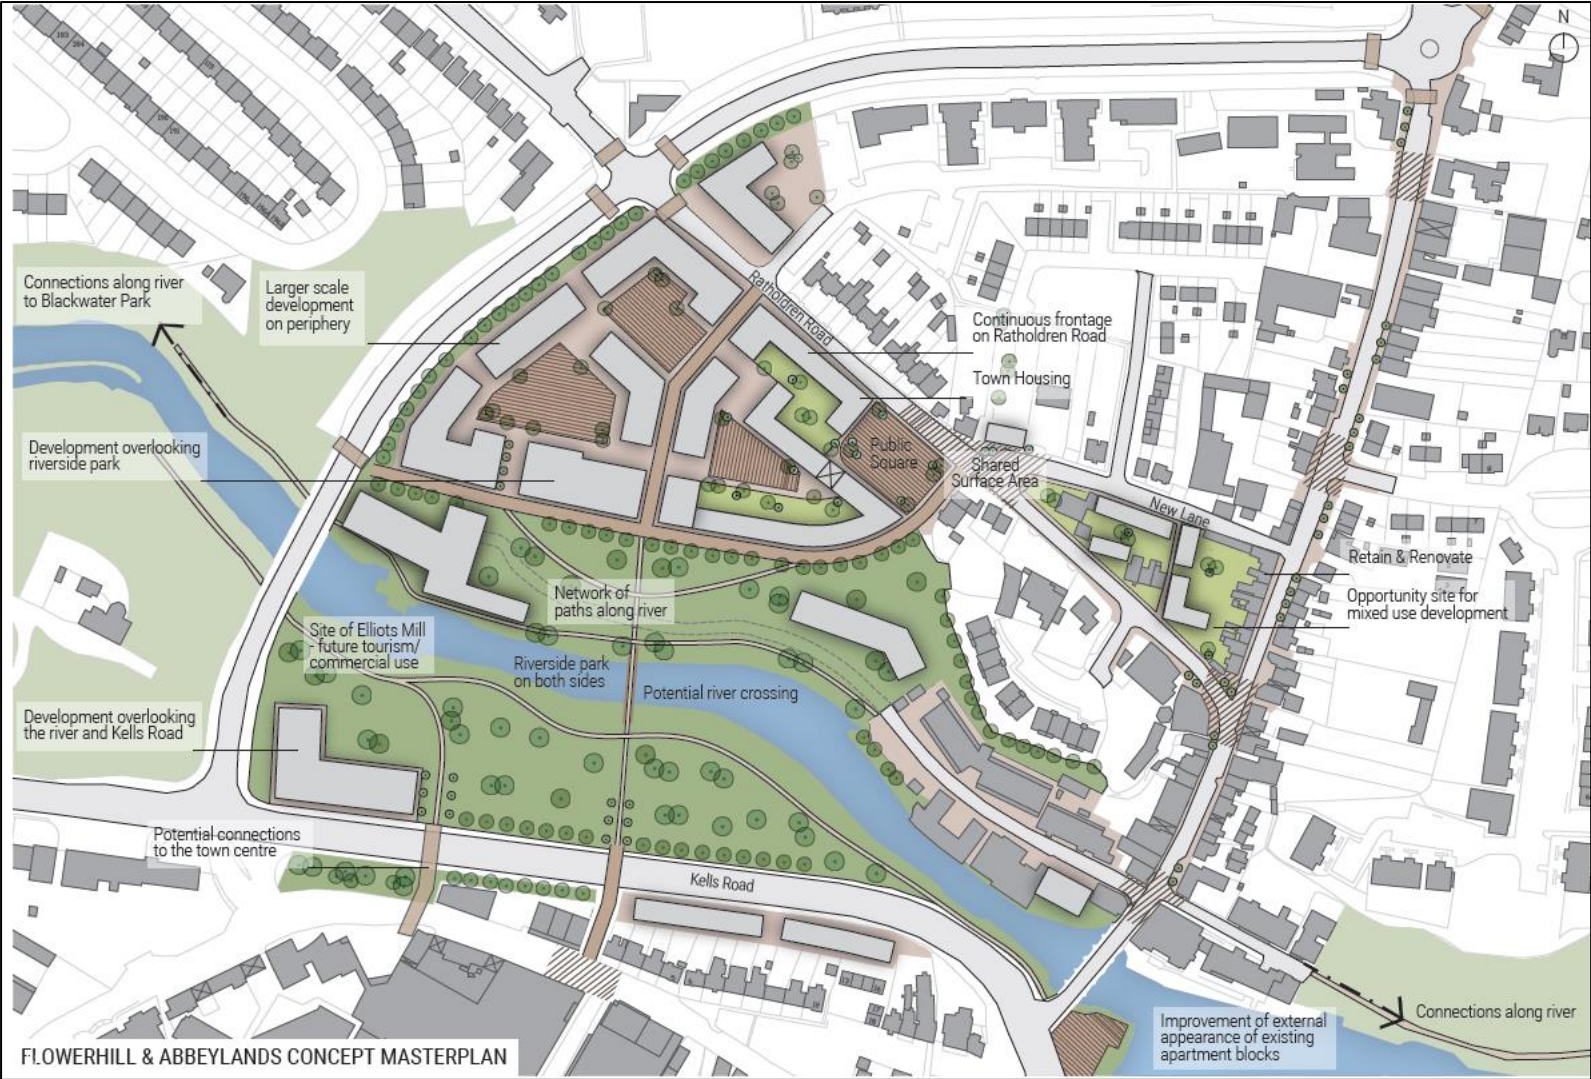 N
Connections along river
to Blackwater Park
Larger scale
development
on periphery
Ratholdren Road
Continuous frontage
on Ratholdren Road
Town Housing
Development overlooking
riverside park
Public
Square
Shared
Surface Area
New Lane
Retain & Renovate
Opportunity site for
mixed use development
Network of
paths along river
Site of Elliots Mill
- future tourism/
commercial use
Riverside park
on both sides
Potential river crossing
Development overlooking
the river and Kells Road
Potential connections
to the town centre
Kells Road
Connections along river
Improvement of external
appearance of existing
apartment blocks
FLOWERHILL & ABBEYLANDS CONCEPT MASTERPLAN